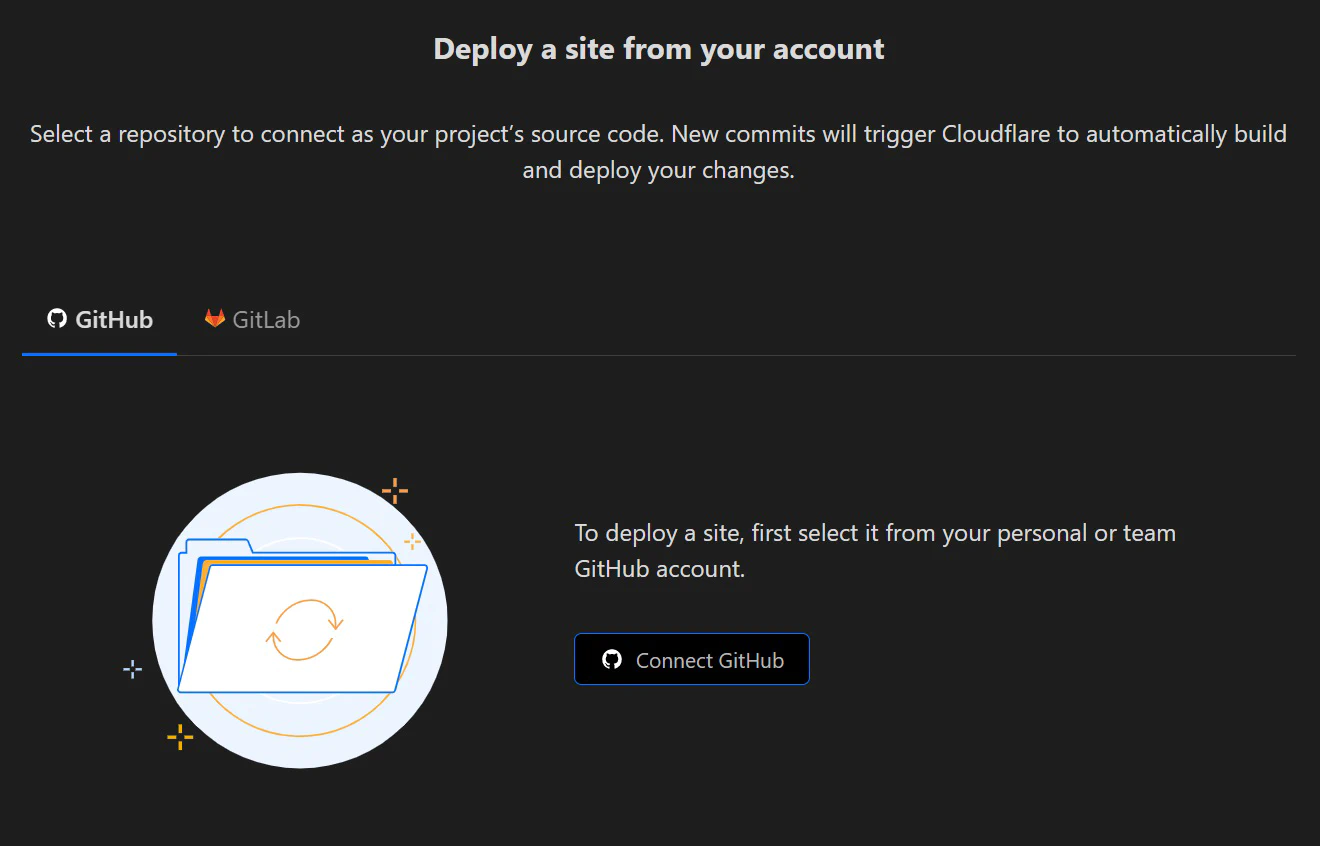 Deploy a site from your account
Select a repository to connect as your project’s source code. New commits will trigger Cloudflare to automatically build
and deploy your changes.
GitHub GitLab
To deploy a site, first select it from your personal or team
GitHub account.
Connect GitHub